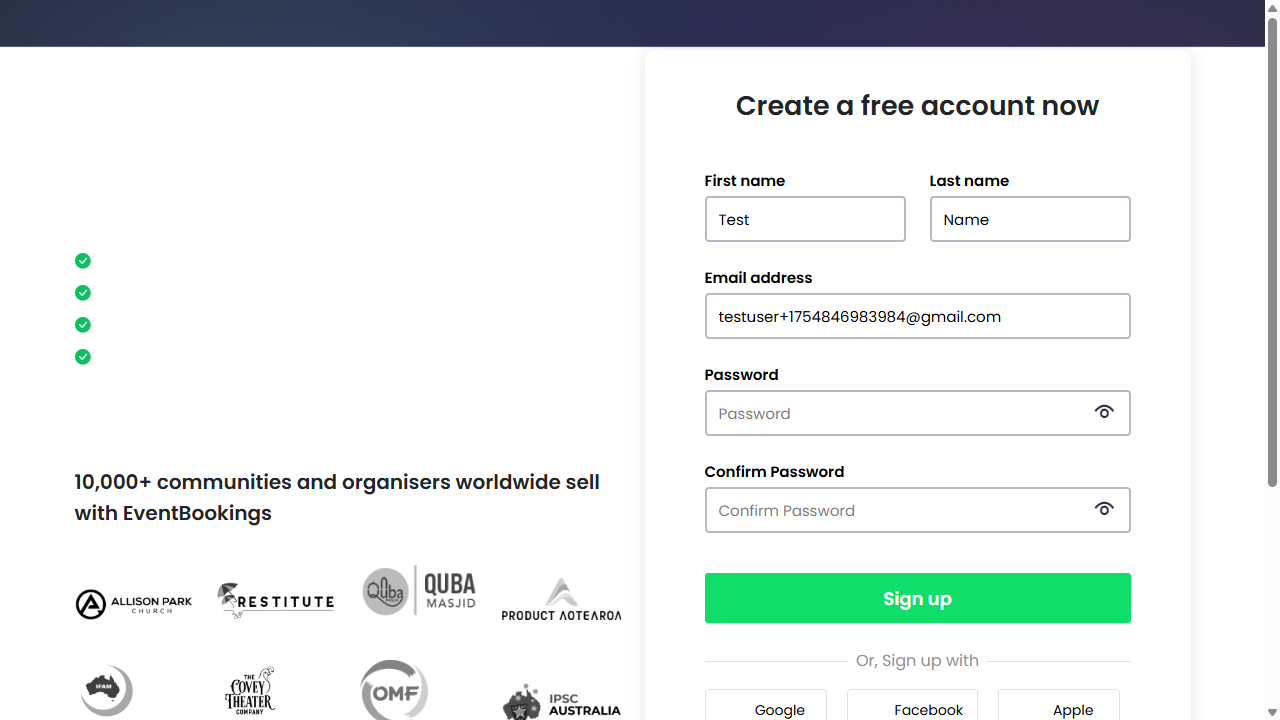 Create a free account now
First name
Last name
Test
Name
Email address
testuser+1754846983984@gmail.com
Password
Password
Confirm Password
Confirm Password
Sign up
Or, Sign up with
Google
Facebook
Apple
10,000+ communities and organisers worldwide sell
with EventBookings
ALLISON PARK
CHURCH
RESTITUTE
Quba
QUBA
MASJID
PRODUCT AOTEAROA
IFAM
THE
COVEY
THEATER
COMPANY
OMF
IPSC
AUSTRALIA